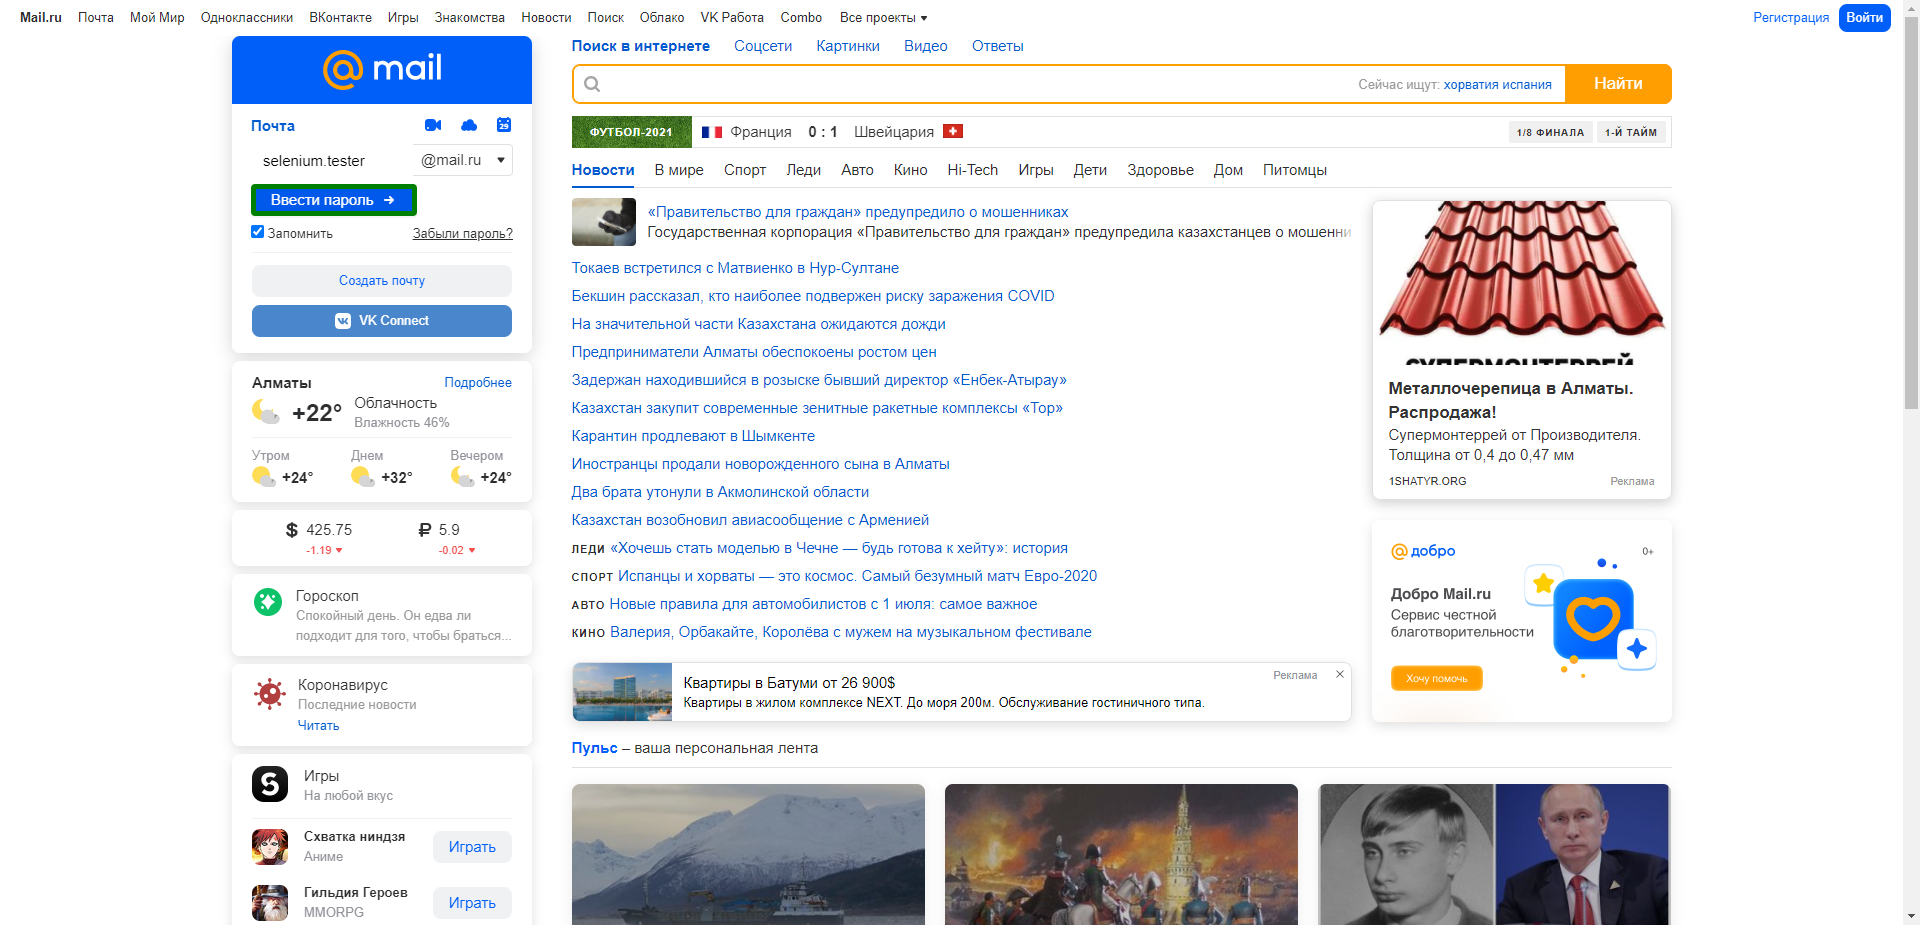 Mail.ru Почта Мой Мир Одноклассники ВКонтакте Игры Знакомства Новости Поиск Облако VK Работа Combo Все проекты
Регистрация Войти
@mail
Почта
29
selenium.tester @mail.ru
Ввести пароль →
Запомнить Забыли пароль?
Создать почту
VK Connect
Алматы Подробнее
+22° Облачность
Влажность 46%
Утром Днем Вечером
+24° +32° +24°
$ 425.75 ₽ 5.9
-1.19 -0.02
Гороскоп
Спокойный день. Он едва ли
подходит для того, чтобы браться...
Коронавирус
Последние новости
Читать
Игры
На любой вкус
Схватка ниндзя
Аниме
Играть
Гильдия Героев
MMORPG
Играть
Поиск в интернете Соцсети Картинки Видео Ответы
Сейчас ищут: хорватия испания Найти
ФУТБОЛ-2021 Франция 0 : 1 Швейцария 1/8 ФИНАЛА 1-Й ТАЙМ
Новости В мире Спорт Леди Авто Кино Hi-Tech Игры Дети Здоровье Дом Питомцы
«Правительство для граждан» предупредило о мошенниках
Государственная корпорация «Правительство для граждан» предупредила казахстанцев о мошенни
Токаев встретился с Матвиенко в Нур-Султане
Бекшин рассказал, кто наиболее подвержен риску заражения COVID
На значительной части Казахстана ожидаются дожди
Предприниматели Алматы обеспокоены ростом цен
Задержан находившийся в розыске бывший директор «Енбек-Атырау»
Казахстан закупит современные зенитные ракетные комплексы «Тор»
Карантин продлевают в Шымкенте
Иностранцы продали новорожденного сына в Алматы
Два брата утонули в Акмолинской области
Казахстан возобновил авиасообщение с Арменией
ЛЕДИ «Хочешь стать моделью в Чечне — будь готова к хейту»: история
СПОРТ Испанцы и хорваты — это космос. Самый безумный матч Евро-2020
АВТО Новые правила для автомобилистов с 1 июля: самое важное
КИНО Валерия, Орбакайте, Королёва с мужем на музыкальном фестивале
Квартиры в Батуми от 26 900$
Реклама
Квартиры в жилом комплексе NEXT. До моря 200м. Обслуживание гостиничного типа.
Пульс – ваша персональная лента
СУПЕРМОНТЕРРЕЙ
Металлочерепица в Алматы.
Распродажа!
Супермонтеррей от Производителя.
Толщина от 0,4 до 0,47 мм
1SHATYR.ORG Реклама
@добро 0+
Добро Mail.ru
Сервис честной
благотворительности
Хочу помочь